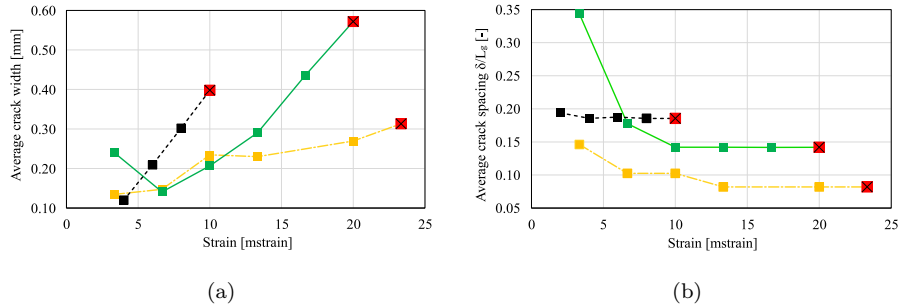 0.60
0.50
0.40
0.30
0.20
0.10
0 5 10 15 20 25
Average crack width [mm]
Strain [mstrain]
(a)
0.35
0.30
0.25
0.20
0.15
0.10
0.05
0 5 10 15 20 25
Average crack spacing δ/Lg [-]
Strain [mstrain]
(b)